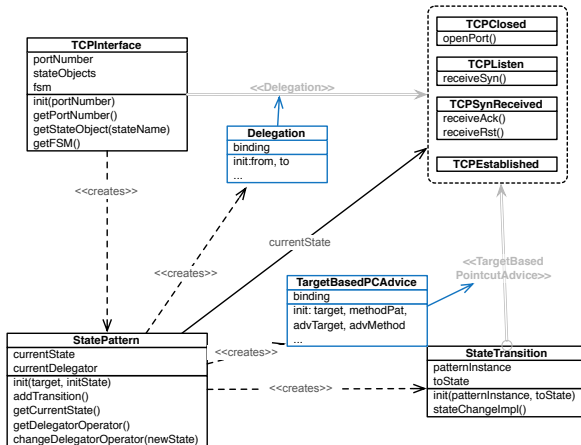 TCPInterface
portNumber
stateObjects
fsm
init(portNumber)
getPortNumber()
getStateObject(stateName)
getFSM()
<<Delegation>>
TCPClosed
openPort()
TCPListen
receiveSyn()
TCPSynReceived
receiveAck()
receiveRst()
TCPEstablished
Delegation
binding
init:from, to
...
<<creates>>
currentState
<<creates>>
<<TargetBased
PointcutAdvice>>
TargetBasedPCAdvice
binding
init: target, methodPat,
advTarget, advMethod
...
StatePattern
currentState
currentDelegator
init(target, initState)
addTransition()
getCurrentState()
getDelegatorOperator()
changeDelegatorOperator(newState)
<<creates>>
<<creates>>
StateTransition
patternInstance
toState
init(patternInstance, toState)
stateChangeImpl()